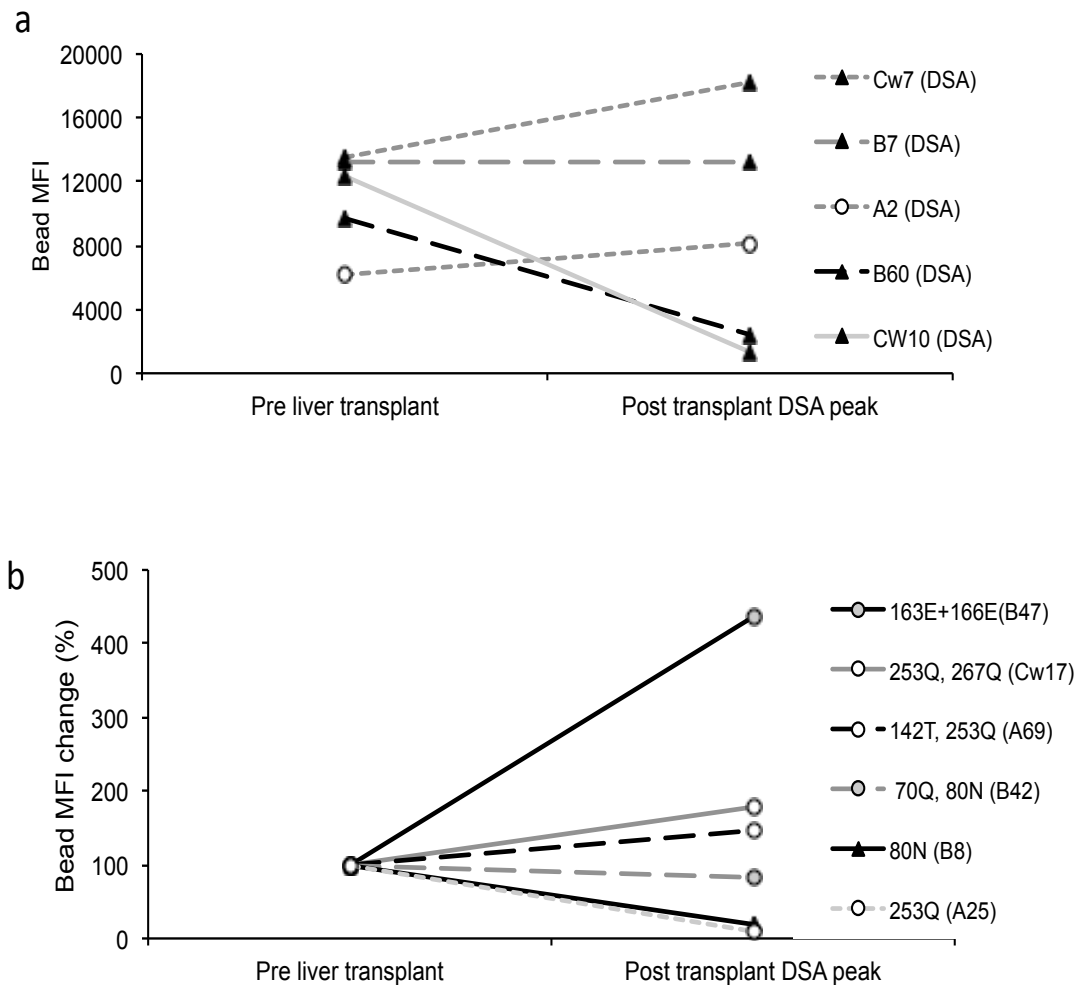 a
20000
16000
12000
8000
4000
0
Bead MFI
Pre liver transplant
Post transplant DSA peak
Cw7 (DSA)
B7 (DSA)
A2 (DSA)
B60 (DSA)
CW10 (DSA)
b
500
400
300
200
100
0
Bead MFI change (%)
Pre liver transplant
Post transplant DSA peak
163E+166E(B47)
253Q, 267Q (Cw17)
142T, 253Q (A69)
70Q, 80N (B42)
80N (B8)
253Q (A25)